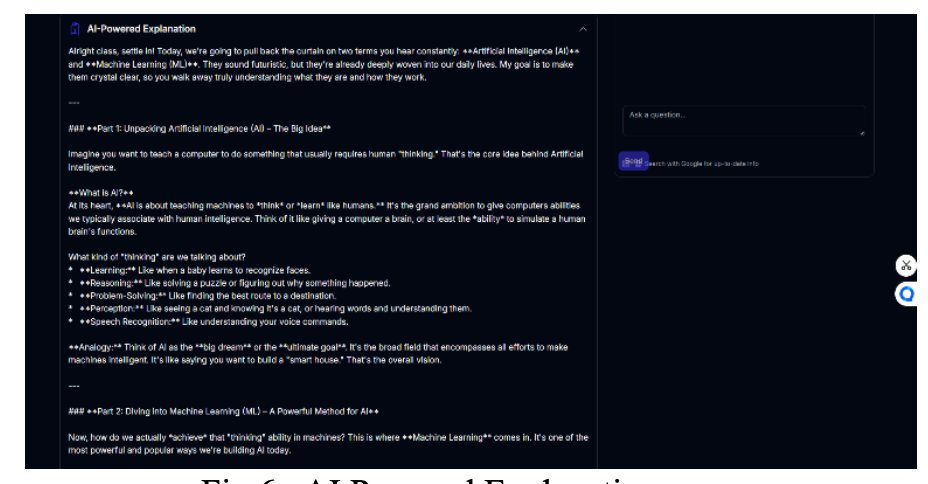 AI-Powered Explanation
Alright class, settle in! Today, we're going to pull back the curtain on two terms you hear constantly: **Artificial Intelligence (AI)**
and **Machine Learning (ML)**. They sound futuristic, but they're already deeply woven into our daily lives. My goal is to make
them crystal clear, so you walk away truly understanding what they are and how they work.
---
### **Part 1: Unpacking Artificial Intelligence (AI) – The Big Idea**
Imagine you want to teach a computer to do something that usually requires human "thinking." That's the core idea behind Artificial
Intelligence.
**What is AI?**
At its heart, **AI is about teaching machines to *think* or *learn* like humans.** It's the grand ambition to give computers abilities
we typically associate with human intelligence. Think of it like giving a computer a brain, or at least the *ability* to simulate a human
brain's functions.
What kind of "thinking" are we talking about?
* **Learning:** Like when a baby learns to recognize faces.
* **Reasoning:** Like solving a puzzle or figuring out why something happened.
* **Problem-Solving:** Like finding the best route to a destination.
* **Perception:** Like seeing a cat and knowing it's a cat, or hearing words and understanding them.
* **Speech Recognition:** Like understanding your voice commands.
**Analogy:** Think of AI as the **big dream** or the **ultimate goal**. It's the broad field that encompasses all efforts to make
machines intelligent. It's like saying you want to build a "smart house." That's the overall vision.
---
### **Part 2: Diving into Machine Learning (ML) – A Powerful Method for AI**
Now, how do we actually *achieve* that "thinking" ability in machines? This is where **Machine Learning** comes in. It's one of the
most powerful and popular ways we're building AI today.
Ask a question...
Send
Search with Google for up-to-date info